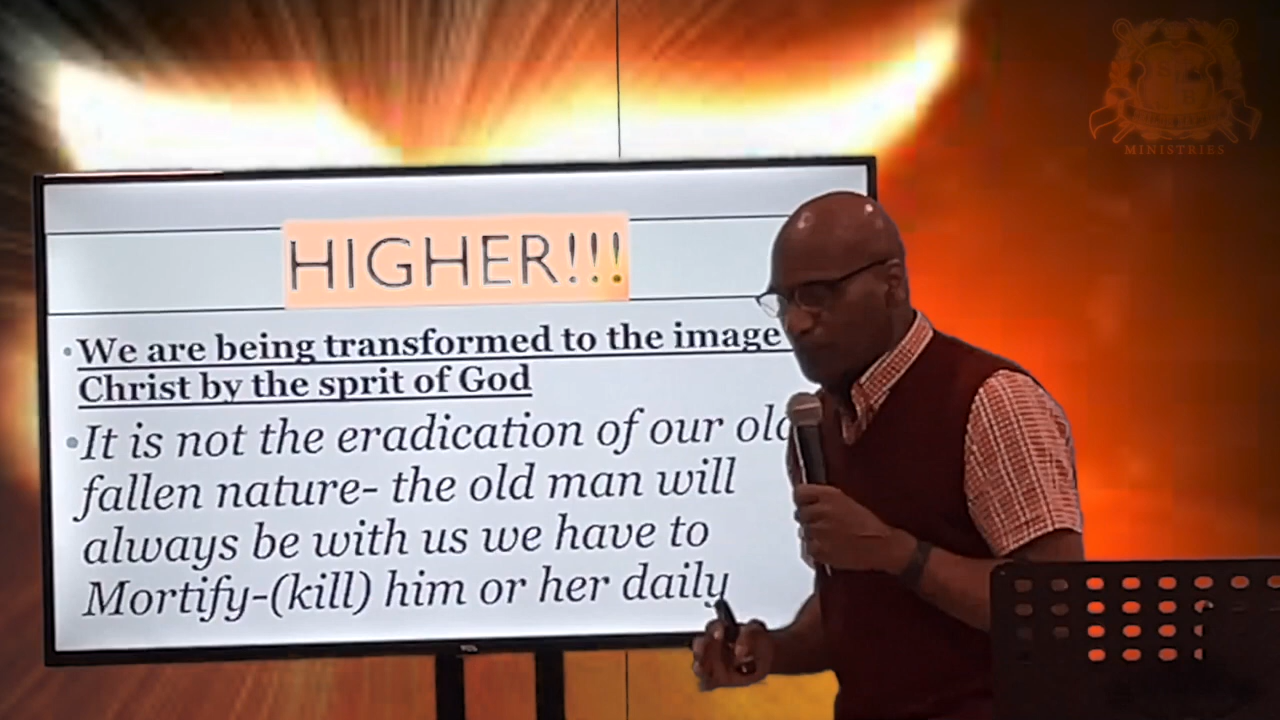 HIGHER!!!
•We are being transformed to the image
Christ by the sprit of God
•It is not the eradication of our old
fallen nature- the old man will
always be with us we have to
Mortify-(kill) him or her daily
TCL
MINISTRIES